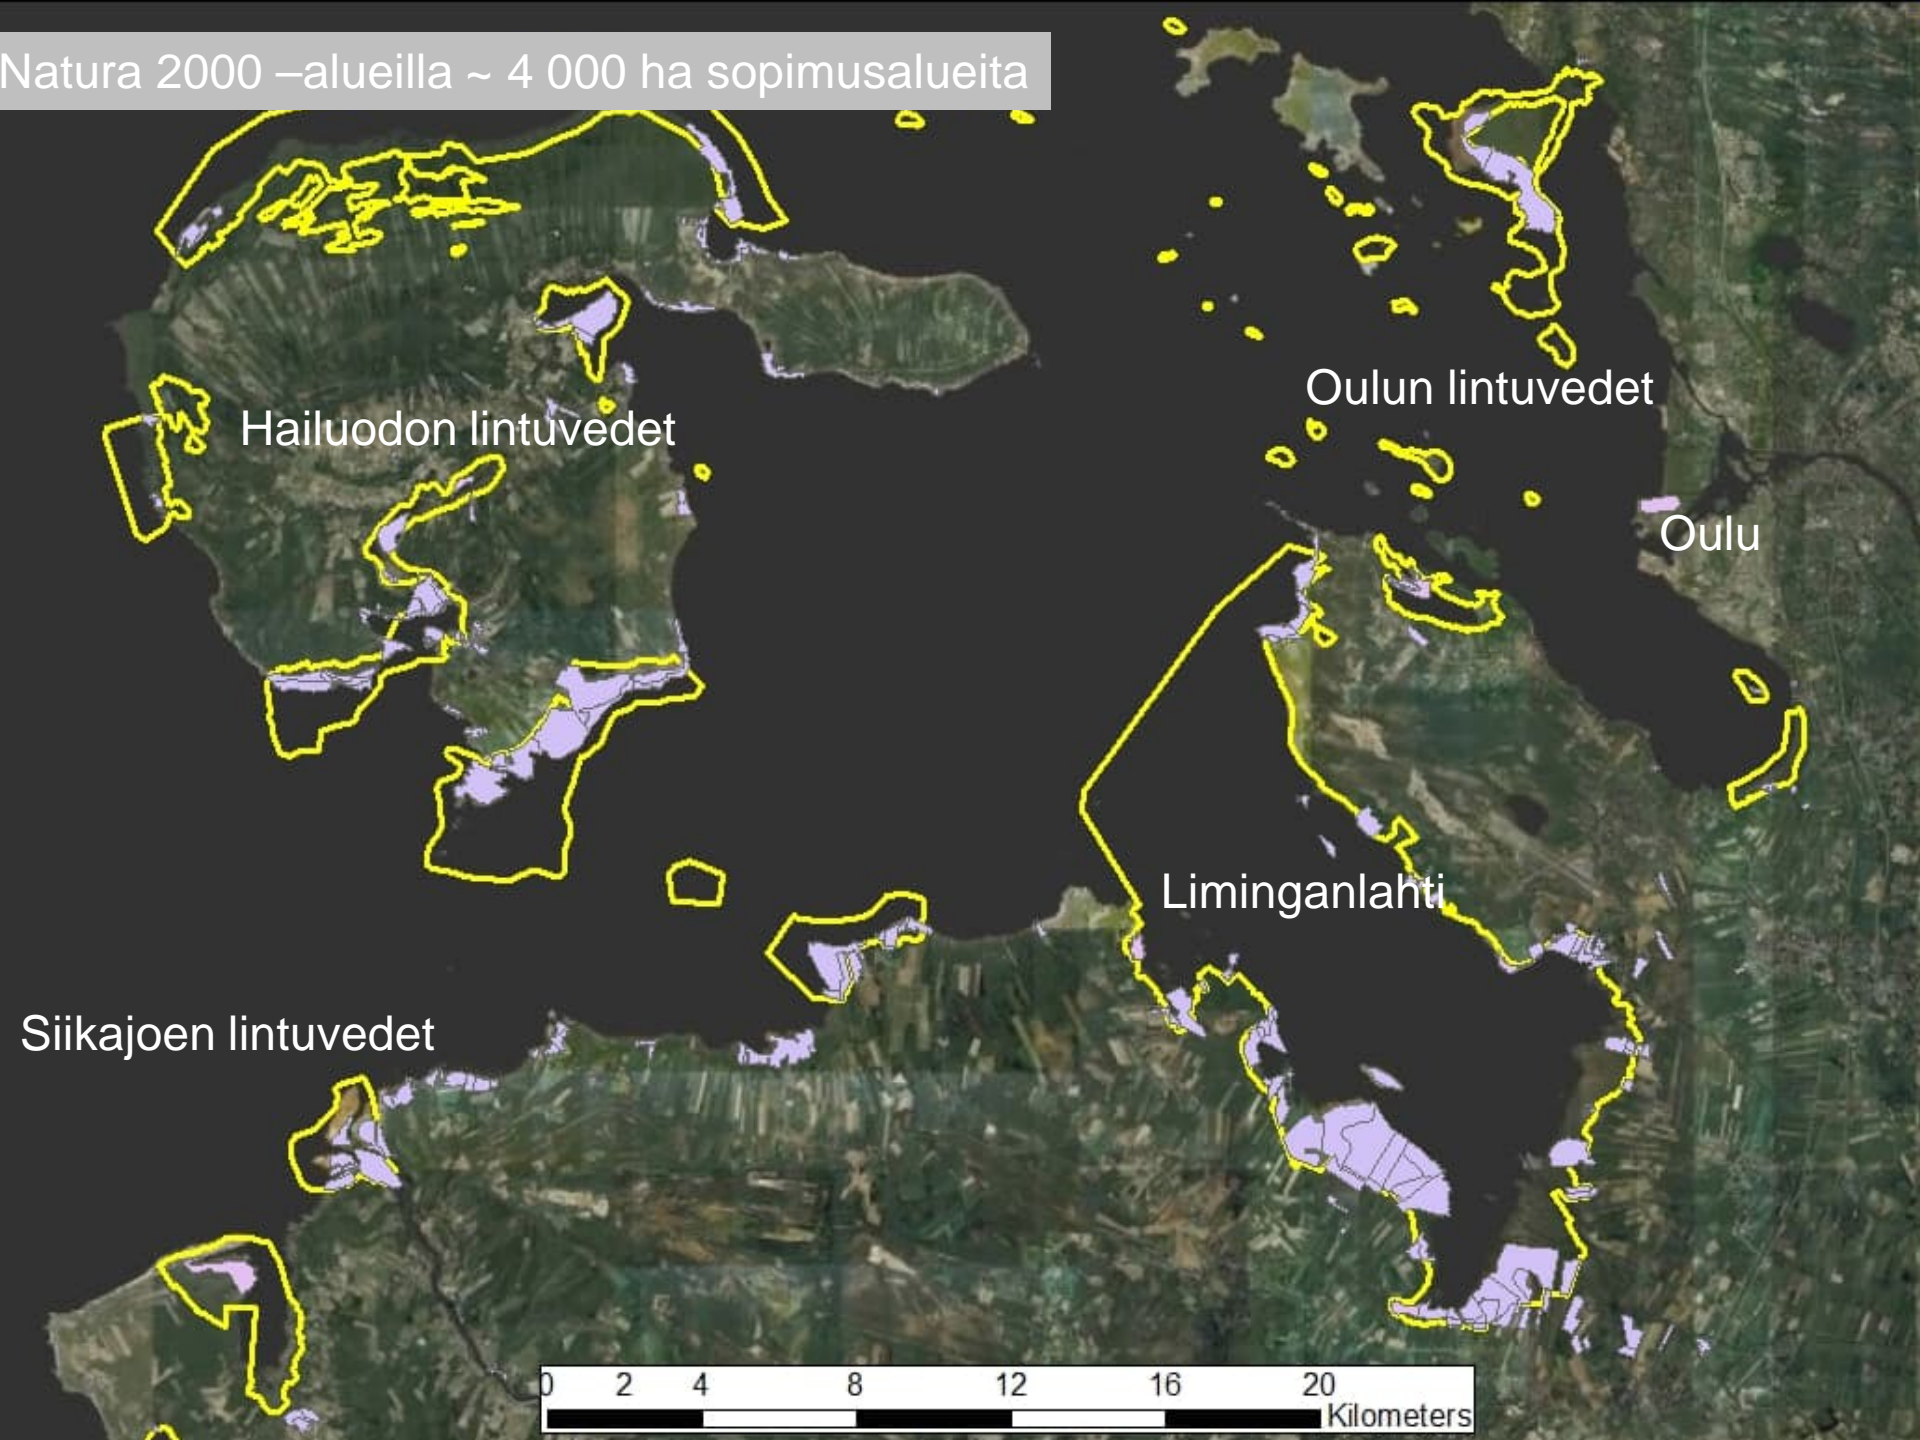 Natura 2000 –alueilla ~ 4 000 ha sopimusalueita
Oulun lintuvedet
Hailuodon lintuvedet
Oulu
Liminganlahti
Siikajoen lintuvedet
0 2 4 8 12 16 20
Kilometers